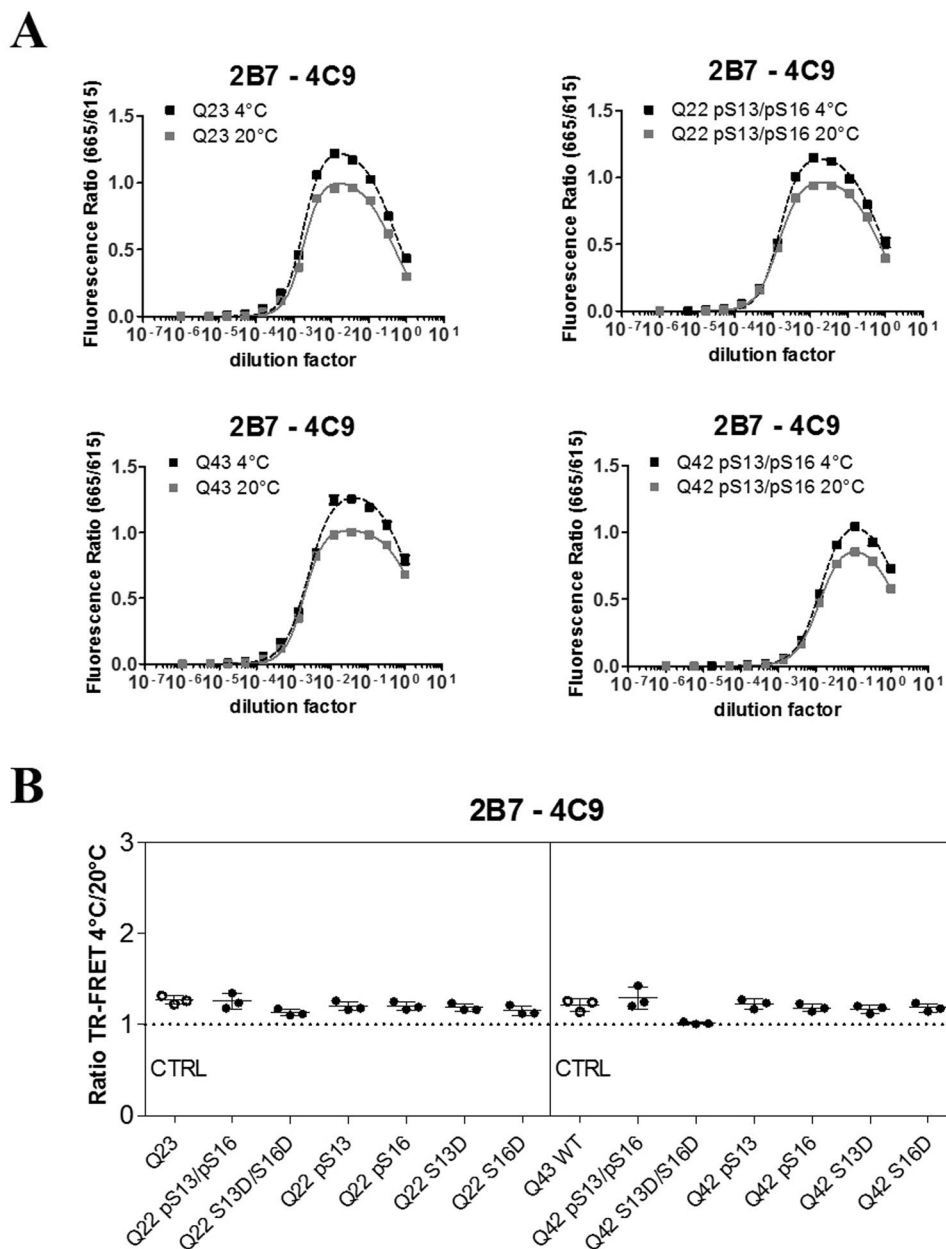 A
2B7 - 4C9
Fluorescence Ratio (665/615)
1.5
1.0
0.5
0.0
Q23 4°C
Q23 20°C
10-7 10-6 10-5 10-4 10-3 10-2 10-1 100 101
dilution factor
2B7 - 4C9
Fluorescence Ratio (665/615)
1.5
1.0
0.5
0.0
Q22 pS13/pS16 4°C
Q22 pS13/pS16 20°C
10-7 10-6 10-5 10-4 10-3 10-2 10-1 100 101
dilution factor
2B7 - 4C9
Fluorescence Ratio (665/615)
1.5
1.0
0.5
0.0
Q43 4°C
Q43 20°C
10-7 10-6 10-5 10-4 10-3 10-2 10-1 100 101
dilution factor
2B7 - 4C9
Fluorescence Ratio (665/615)
1.5
1.0
0.5
0.0
Q42 pS13/pS16 4°C
Q42 pS13/pS16 20°C
10-7 10-6 10-5 10-4 10-3 10-2 10-1 100 101
dilution factor
B
2B7 - 4C9
Ratio TR-FRET 4°C/20°C
3
2
1
0
CTRL
CTRL
Q23
Q22 pS13/pS16
Q22 S13D/S16D
Q22 pS13
Q22 pS16
Q22 S13D
Q22 S16D
Q43 WT
Q42 pS13/pS16
Q42 S13D/S16D
Q42 pS13
Q42 pS16
Q42 S13D
Q42 S16D